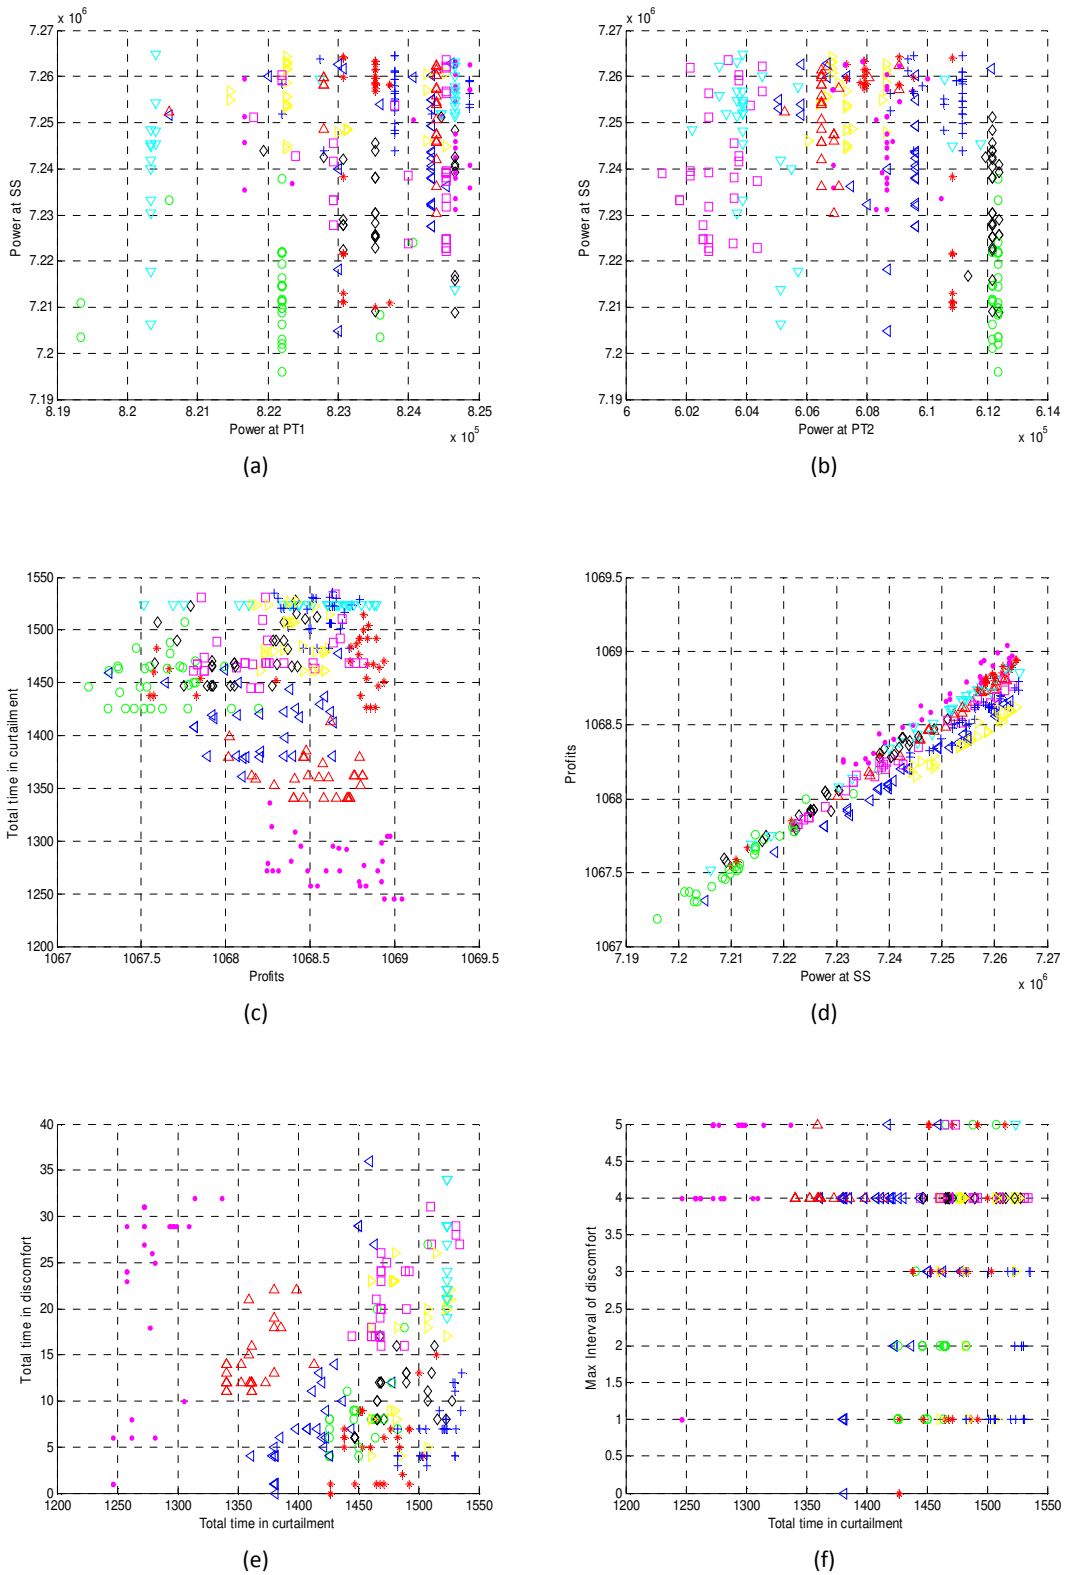 x 10^6
7.27
7.26
7.25
7.24
7.23
7.22
7.21
7.2
7.19
Power at SS
8.19 8.2 8.21 8.22 8.23 8.24 8.25
Power at PT1
x 10^5
(a)
x 10^6
7.27
7.26
7.25
7.24
7.23
7.22
7.21
7.2
7.19
Power at SS
6 6.02 6.04 6.06 6.08 6.1 6.12 6.14
Power at PT2
x 10^5
(b)
1550
1500
1450
1400
1350
1300
1250
1200
Total time in curtailment
1067 1067.5 1068 1068.5 1069 1069.5
Profits
(c)
1069.5
1069
1068.5
1068
1067.5
1067
Profits
7.19 7.2 7.21 7.22 7.23 7.24 7.25 7.26 7.27
Power at SS
x 10^6
(d)
40
35
30
25
20
15
10
5
0
Total time in discomfort
1200 1250 1300 1350 1400 1450 1500 1550
Total time in curtailment
(e)
5
4.5
4
3.5
3
2.5
2
1.5
1
0.5
0
Max Interval of discomfort
1200 1250 1300 1350 1400 1450 1500 1550
Total time in curtailment
(f)